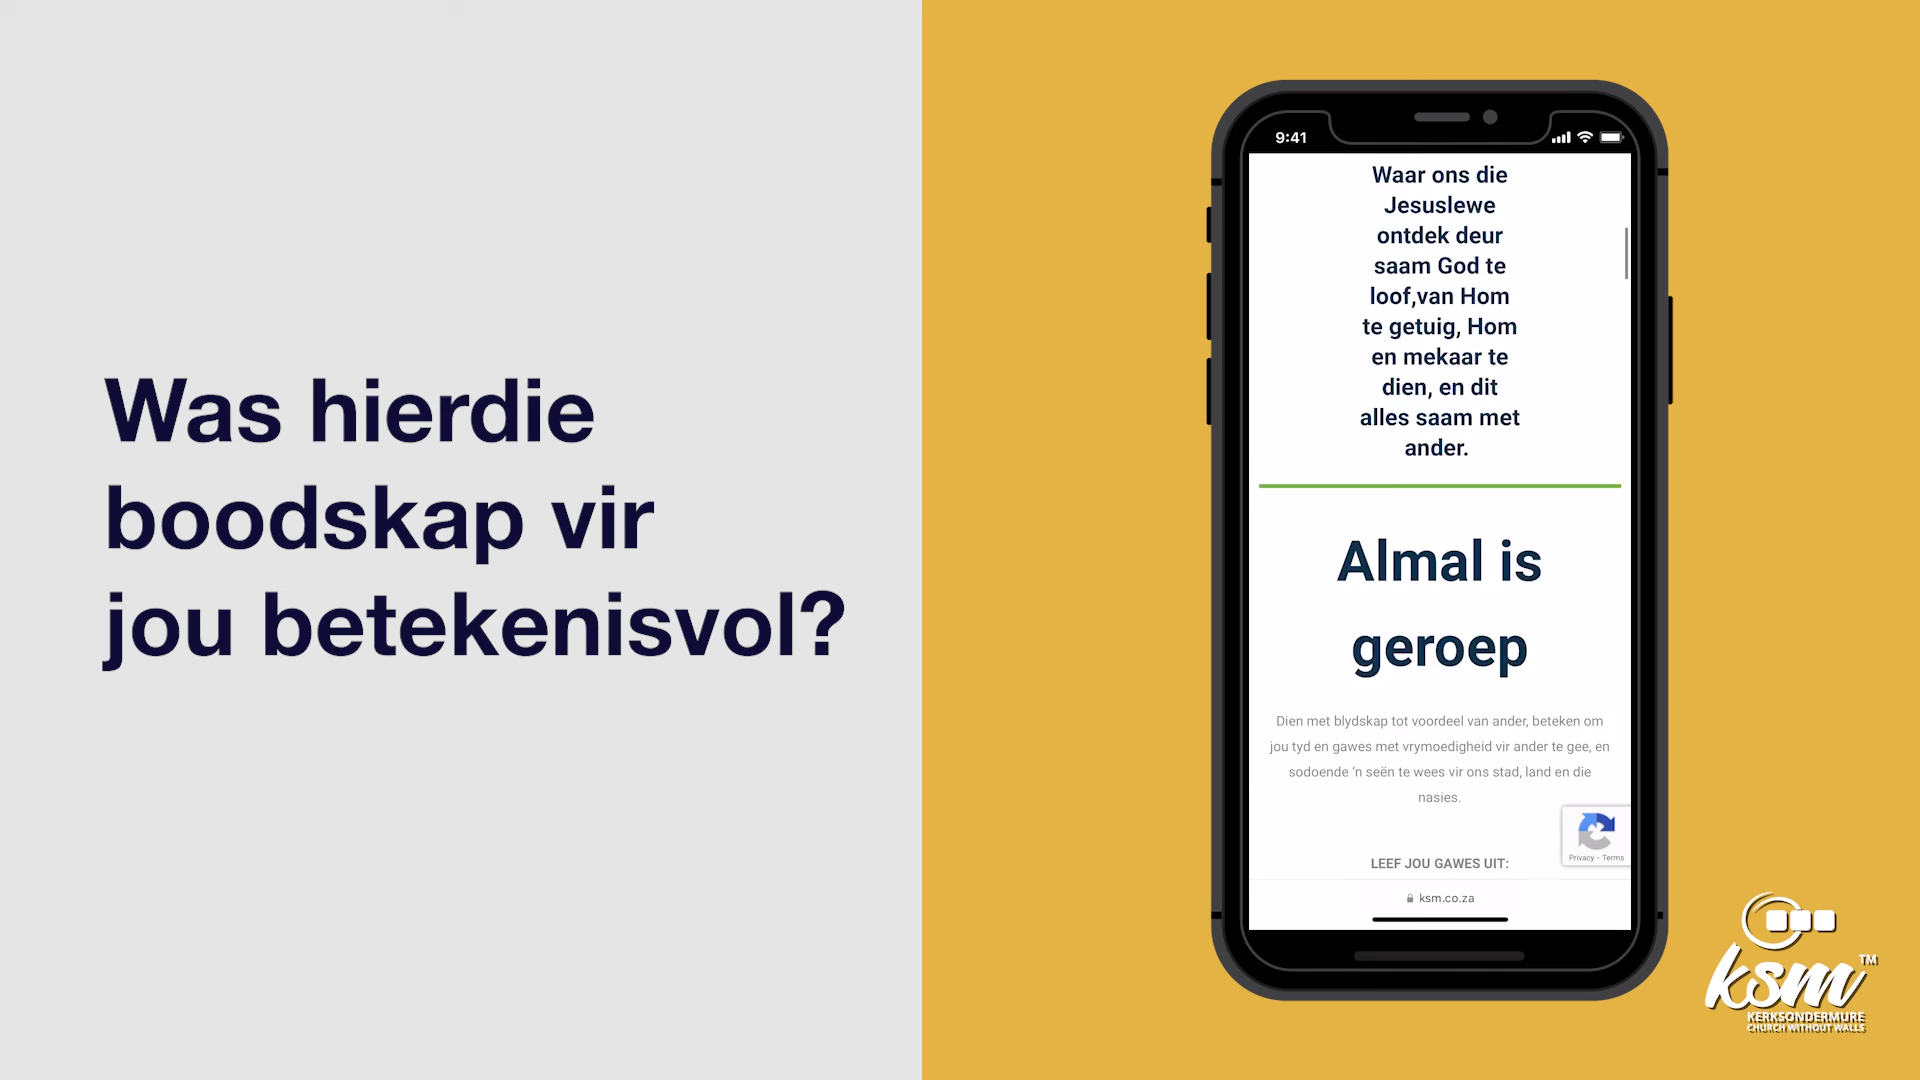 Was hierdie
boodskap vir
jou betekenisvol?
9:41
Waar ons die
Jesuslewe
ontdek deur
saam God te
loof,van Hom
te getuig, Hom
en mekaar te
dien, en dit
alles saam met
ander.
Almal is
geroep
Dien met blydskap tot voordeel van ander, beteken om
jou tyd en gawes met vrymoedigheid vir ander te gee, en
sodoende ’n seën te wees vir ons stad, land en die
nasies.
LEEF JOU GAWES UIT:
Privacy - Terms
ksm.co.za
ksm™
KERKSONDERMURE
CHURCH WITHOUT WALLS